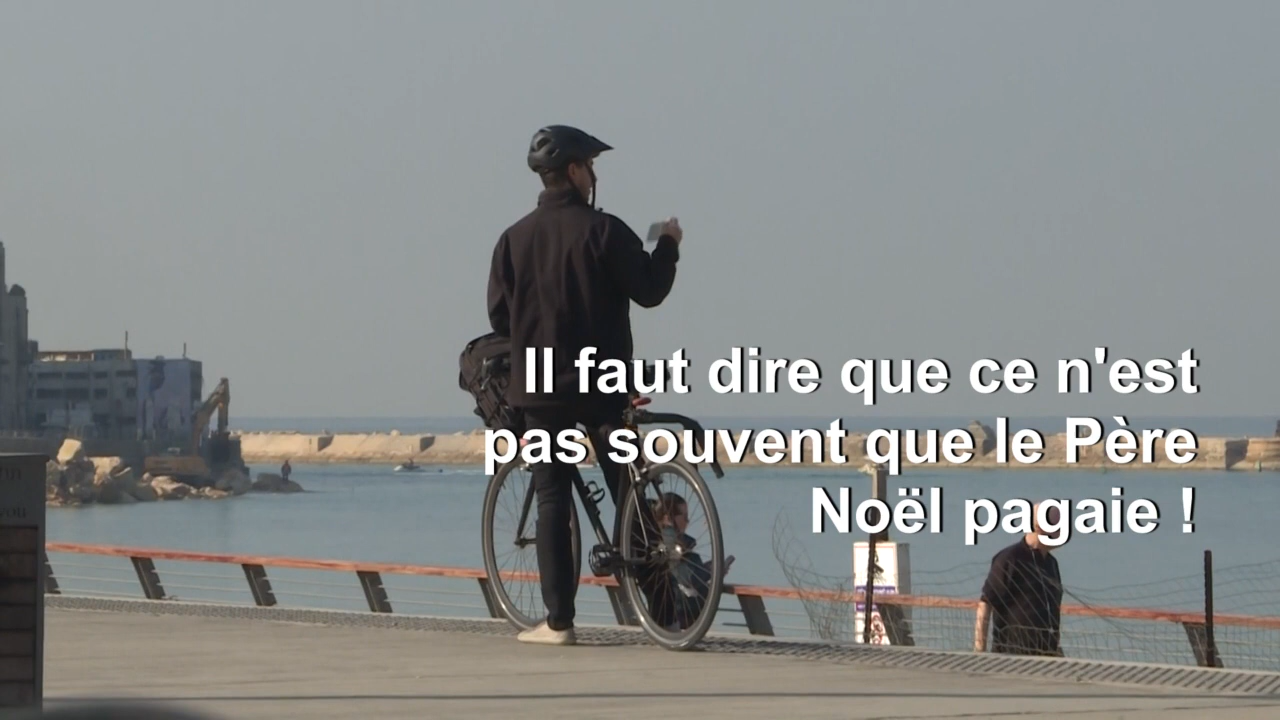 Il faut dire que ce n'est
pas souvent que le Père
Noël pagaie !